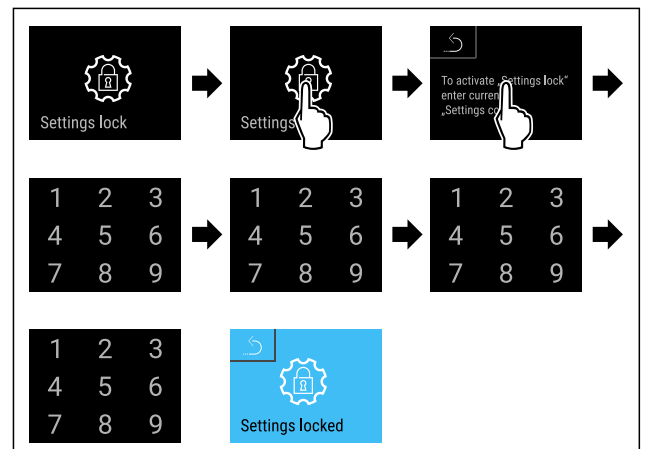 Settings lock
Settings
To activate „Settings lock“
enter curren
„Settings co
1 2 3
4 5 6
7 8 9
1 2 3
4 5 6
7 8 9
1 2 3
4 5 6
7 8 9
1 2 3
4 5 6
7 8 9
Settings locked